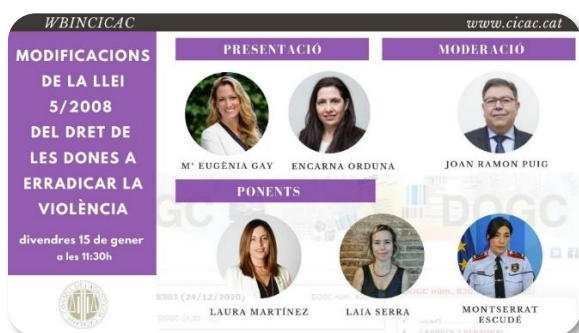 WBINCICAC
www.cicac.cat
MODIFICACIONS
DE LA LLEI
5/2008
DEL DRET DE
LES DONES A
ERRADICAR LA
VIOLÈNCIA
divendres 15 de gener
a les 11:30h
PRESENTACIÓ
Mª EUGÈNIA GAY
ENCARNA ORDUNA
MODERACIÓ
JOAN RAMON PUIG
PONENTS
DOGC
8303 (24/12/2020)
LAURA MARTÍNEZ
LAIA SERRA
MONTSERRAT
ESCUDÉ